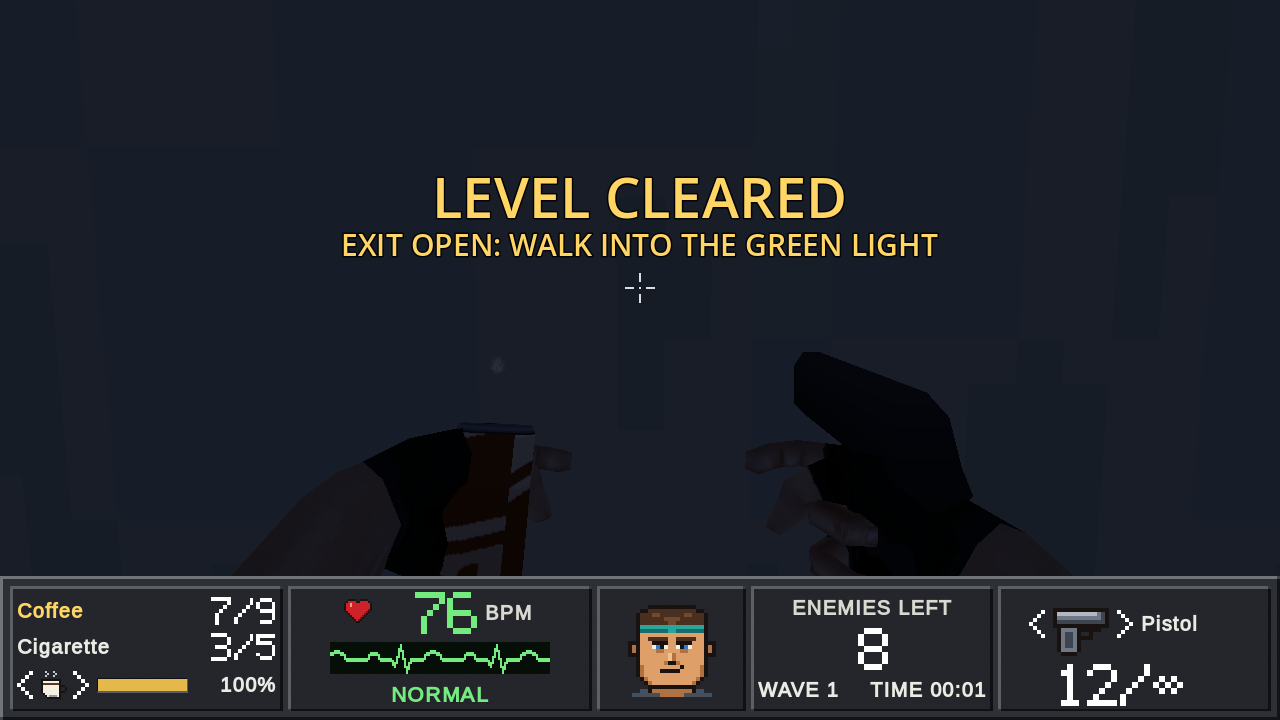 LEVEL CLEARED
EXIT OPEN: WALK INTO THE GREEN LIGHT
Coffee 7/9
Cigarette 3/5
100%
76 BPM
NORMAL
ENEMIES LEFT
8
WAVE 1 TIME 00:01
Pistol
12/∞